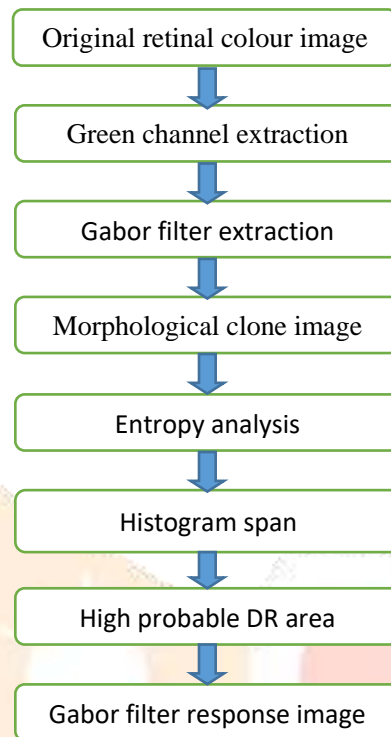 Original retinal colour image
Green channel extraction
Gabor filter extraction
Morphological clone image
Entropy analysis
Histogram span
High probable DR area
Gabor filter response image